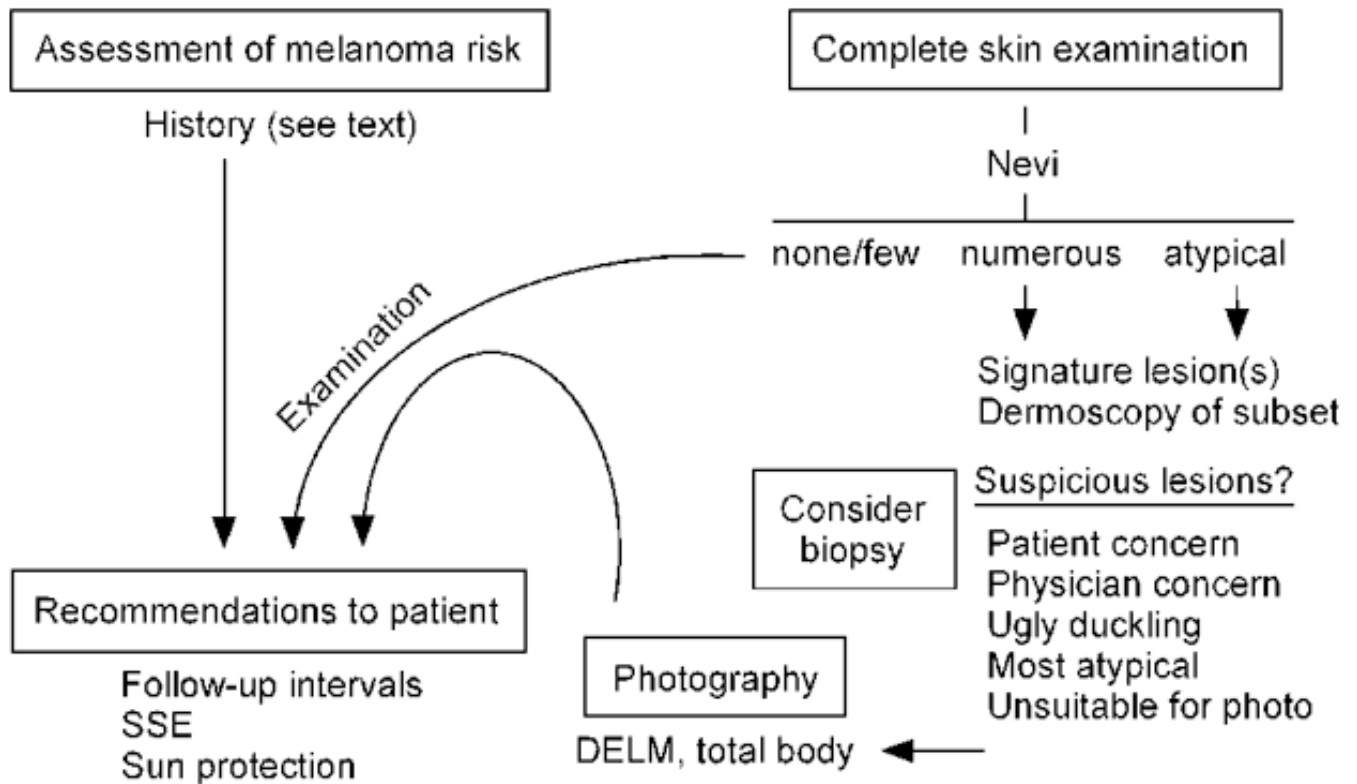 Assessment of melanoma risk
History (see text)
Complete skin examination
Nevi
none/few numerous atypical
Examination
Signature lesion(s)
Dermoscopy of subset
Suspicious lesions?
Consider
biopsy
Patient concern
Physician concern
Ugly duckling
Most atypical
Unsuitable for photo
Photography
DELM, total body
Recommendations to patient
Follow-up intervals
SSE
Sun protection